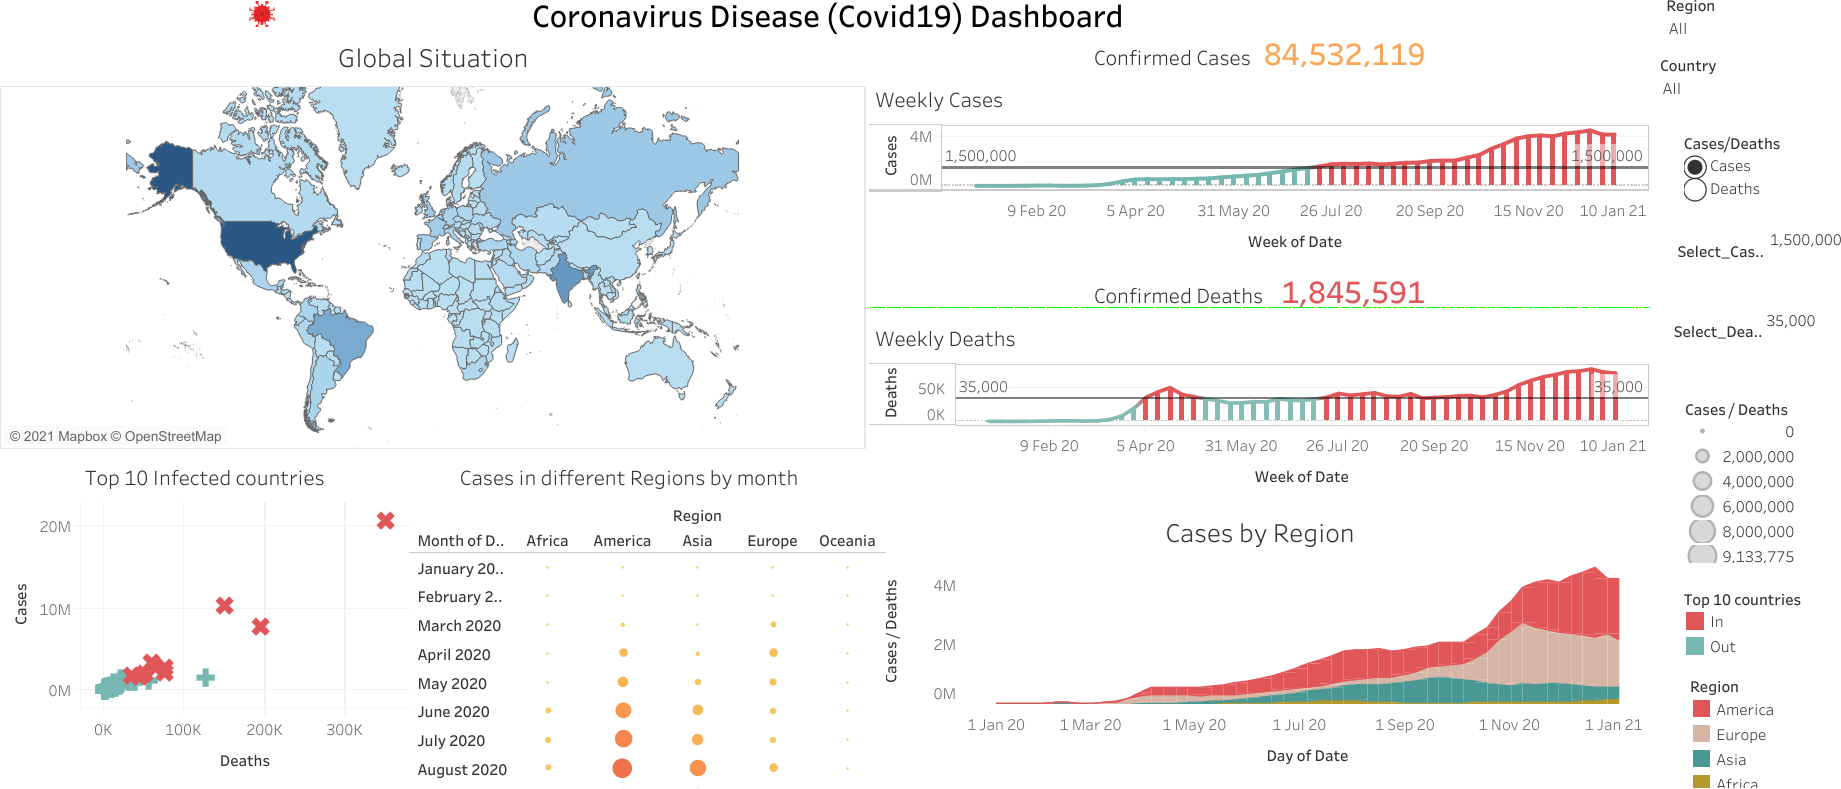 Coronavirus Disease (Covid19) Dashboard
Global Situation
© 2021 Mapbox © OpenStreetMap
Confirmed Cases 84,532,119
Weekly Cases
Cases
4M
0M
1,500,000
1,500,000
9 Feb 20
5 Apr 20
31 May 20
26 Jul 20
20 Sep 20
15 Nov 20
10 Jan 21
Week of Date
Confirmed Deaths 1,845,591
Weekly Deaths
Deaths
50K
0K
35,000
35,000
9 Feb 20
5 Apr 20
31 May 20
26 Jul 20
20 Sep 20
15 Nov 20
10 Jan 21
Week of Date
Region
All
Country
All
Cases/Deaths
Cases
Deaths
1,500,000
Select_Cas..
35,000
Select_Dea..
Cases / Deaths
0
2,000,000
4,000,000
6,000,000
8,000,000
9,133,775
Top 10 countries
In
Out
Region
America
Europe
Asia
Africa
Top 10 Infected countries
Cases
20M
10M
0M
0K
100K
200K
300K
Deaths
Cases in different Regions by month
Region
Month of D..
Africa
America
Asia
Europe
Oceania
January 20..
February 2..
March 2020
April 2020
May 2020
June 2020
July 2020
August 2020
Cases by Region
Cases / Deaths
4M
2M
0M
1 Jan 20
1 Mar 20
1 May 20
1 Jul 20
1 Sep 20
1 Nov 20
1 Jan 21
Day of Date